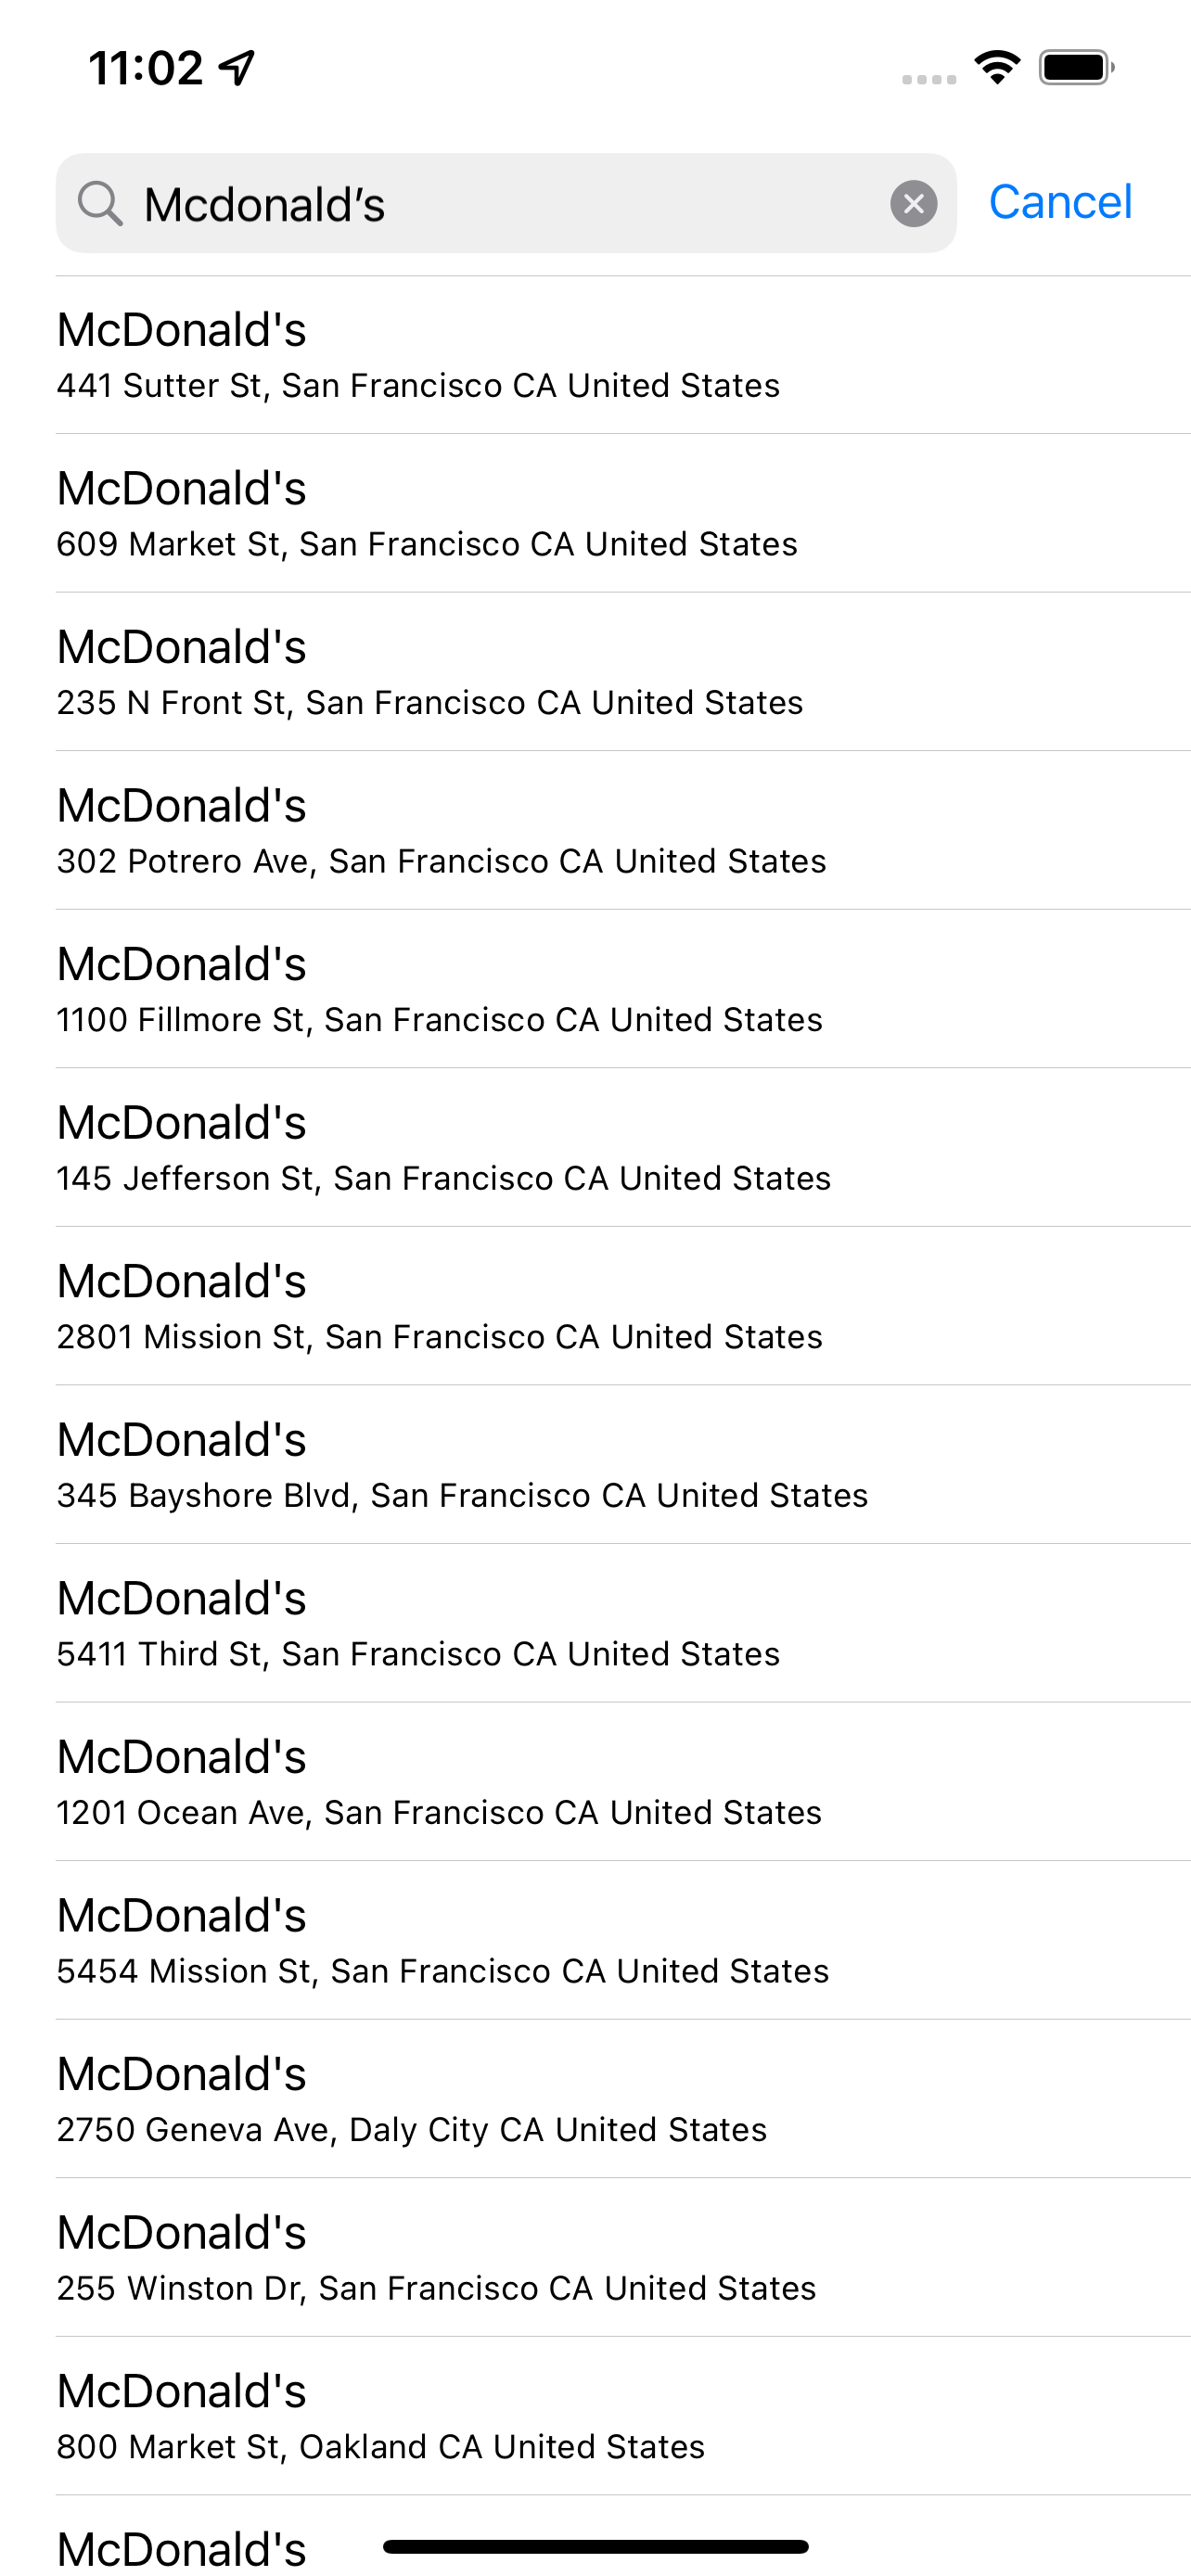 11:02
Mcdonald’s
Cancel
McDonald's
441 Sutter St, San Francisco CA United States
McDonald's
609 Market St, San Francisco CA United States
McDonald's
235 N Front St, San Francisco CA United States
McDonald's
302 Potrero Ave, San Francisco CA United States
McDonald's
1100 Fillmore St, San Francisco CA United States
McDonald's
145 Jefferson St, San Francisco CA United States
McDonald's
2801 Mission St, San Francisco CA United States
McDonald's
345 Bayshore Blvd, San Francisco CA United States
McDonald's
5411 Third St, San Francisco CA United States
McDonald's
1201 Ocean Ave, San Francisco CA United States
McDonald's
5454 Mission St, San Francisco CA United States
McDonald's
2750 Geneva Ave, Daly City CA United States
McDonald's
255 Winston Dr, San Francisco CA United States
McDonald's
800 Market St, Oakland CA United States
McDonald's